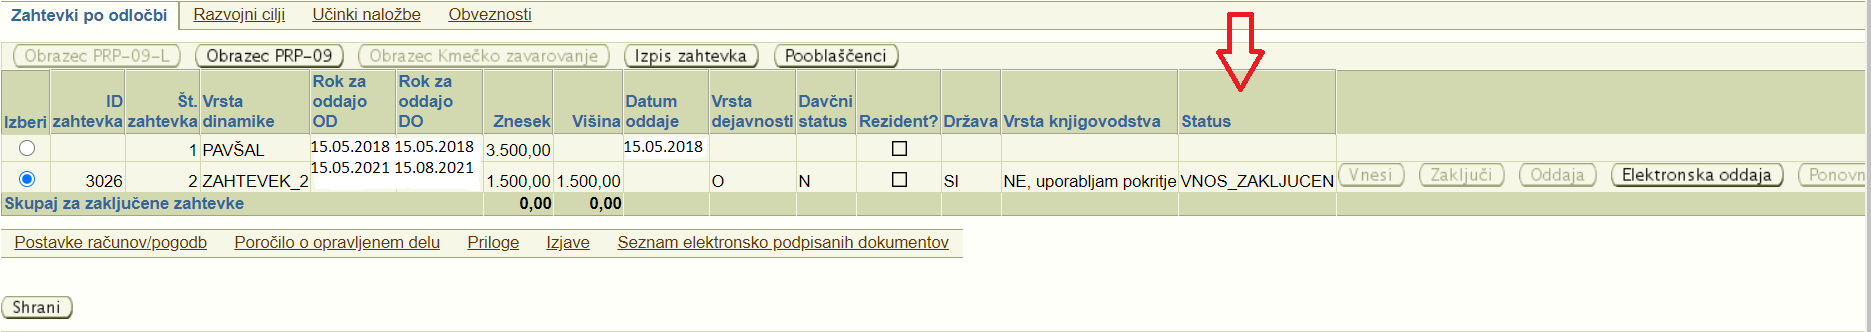 Zahtevki po odločbi Razvojni cilji Učinki naložbe Obveznosti
Obrazec PRP-09-L Obrazec PRP-09 Obrazec Kmečko zavarovanje Izpis zahtevka Pooblaščenci
Izberi ID zahtevka Št. zahtevka Vrsta dinamike Rok za oddajo OD Rok za oddajo DO Znesek Višina Datum oddaje Vrsta dejavnosti Davčni status Rezident? Država Vrsta knjigovodstva Status
1 PAVŠAL 15.05.2018 15.05.2018 3.500,00 15.05.2018
3026 2 ZAHTEVEK_2 15.05.2021 15.08.2021 1.500,00 1.500,00 O N SI NE, uporabljam pokritje VNOS_ZAKLJUCEN Vnesi Zaključi Oddaja Elektronska oddaja Ponovn
Skupaj za zaključene zahtevke 0,00 0,00
Postavke računov/pogodb Poročilo o opravljenem delu Priloge Izjave Seznam elektronsko podpisanih dokumentov
Shrani